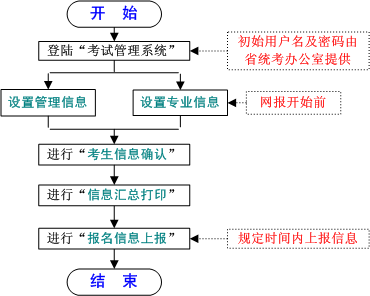 开 始
登陆“考试管理系统”
初始用户名及密码由
省统考办公室提供
设置管理信息
设置专业信息
网报开始前
进行“考生信息确认”
进行“信息汇总打印”
进行“报名信息上报”
规定时间内上报信息
结 束